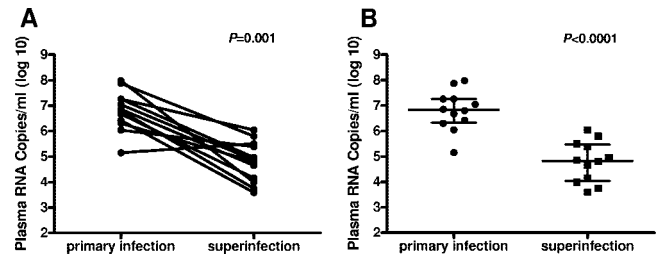 A
P=0.001
Plasma RNA Copies/ml (log 10)
9
8
7
6
5
4
3
2
primary infection superinfection
B
P<0.0001
Plasma RNA Copies/ml (log 10)
9
8
7
6
5
4
3
2
primary infection superinfection